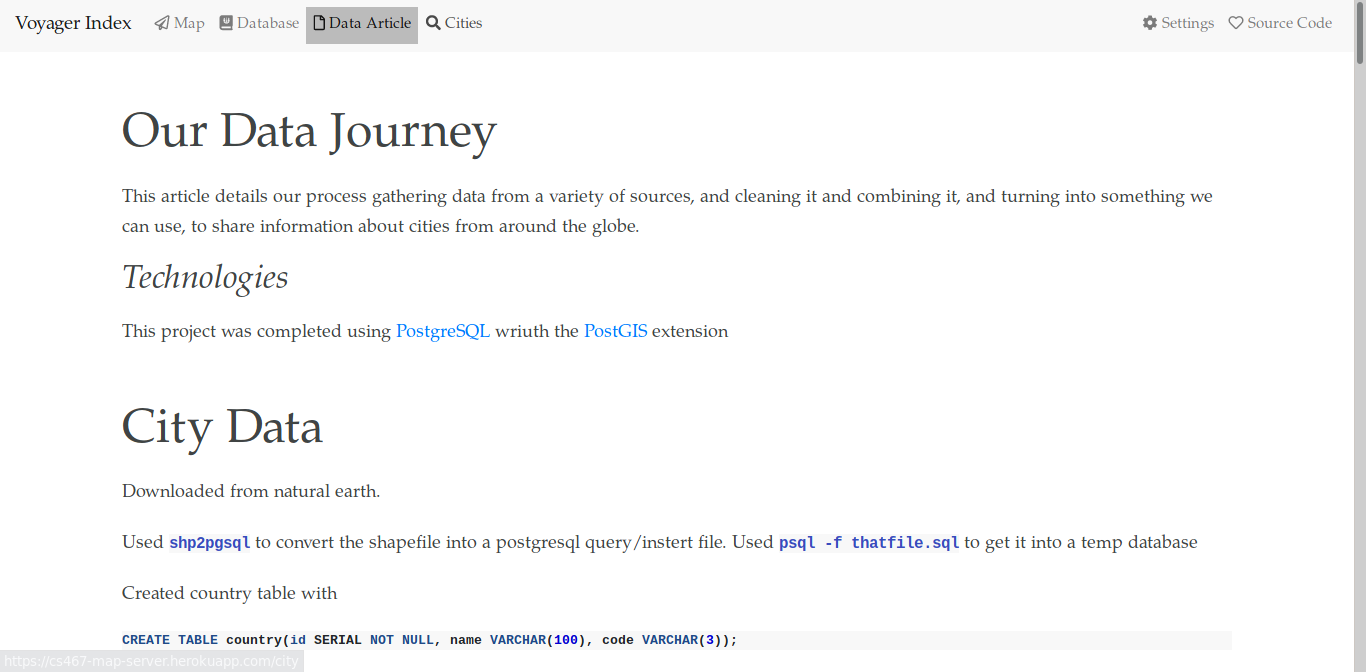 Voyager Index Map Database Data Article Cities Settings Source Code
Our Data Journey
This article details our process gathering data from a variety of sources, and cleaning it and combining it, and turning into something we
can use, to share information about cities from around the globe.
Technologies
This project was completed using PostgreSQL wriuth the PostGIS extension
City Data
Downloaded from natural earth.
Used shp2pgsql to convert the shapefile into a postgresql query/instert file. Used psql -f thatfile.sql to get it into a temp database
Created country table with
CREATE TABLE country(id SERIAL NOT NULL, name VARCHAR(100), code VARCHAR(3));
https://cs467-map-server.herokuapp.com/city